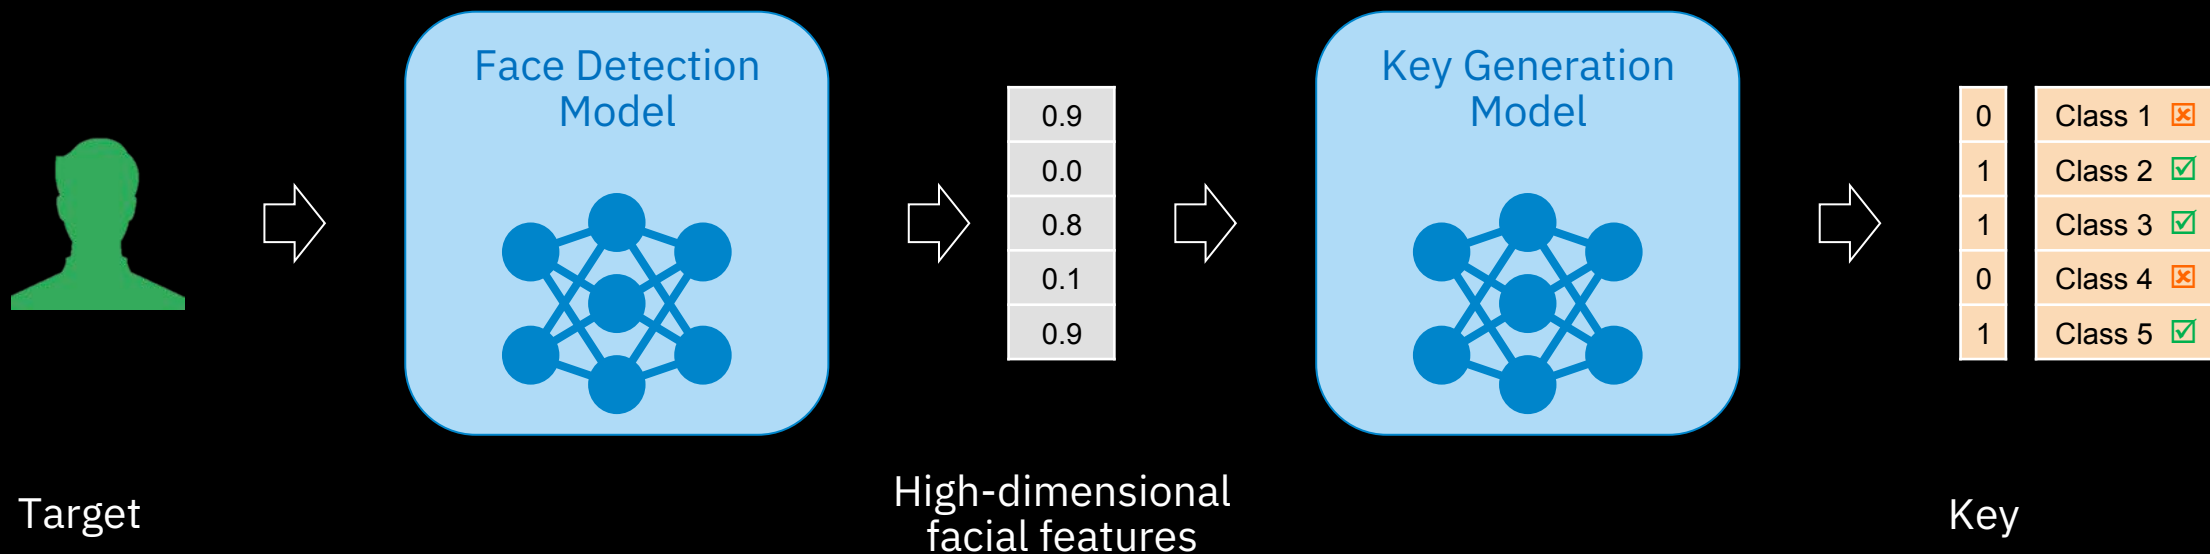 Face Detection
Model
Key Generation
Model
0.9
0.0
0.8
0.1
0.9
0 Class 1
1 Class 2
1 Class 3
0 Class 4
1 Class 5
Target
High-dimensional
facial features
Key